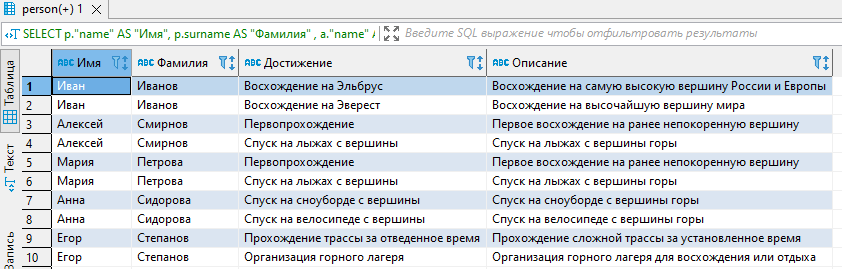 person(+) 1
SELECT p."name" AS "Имя", p.surname AS "Фамилия" , a."name" A
Введите SQL выражение чтобы отфильтровать результаты
Таблица
Текст
Запись
ABC Имя ABC Фамилия ABC Достижение ABC Описание
1 Иван Иванов Восхождение на Эльбрус Восхождение на самую высокую вершину России и Европы
2 Иван Иванов Восхождение на Эверест Восхождение на высочайшую вершину мира
3 Алексей Смирнов Первопрохождение Первое восхождение на ранее непокоренную вершину
4 Алексей Смирнов Спуск на лыжах с вершины Спуск на лыжах с вершины горы
5 Мария Петрова Первопрохождение Первое восхождение на ранее непокоренную вершину
6 Мария Петрова Спуск на лыжах с вершины Спуск на лыжах с вершины горы
7 Анна Сидорова Спуск на сноуборде с вершины Спуск на сноуборде с вершины горы
8 Анна Сидорова Спуск на велосипеде с вершины Спуск на велосипеде с вершины горы
9 Егор Степанов Прохождение трассы за отведенное время Прохождение сложной трассы за установленное время
10 Егор Степанов Организация горного лагеря Организация горного лагеря для восхождения или отдыха